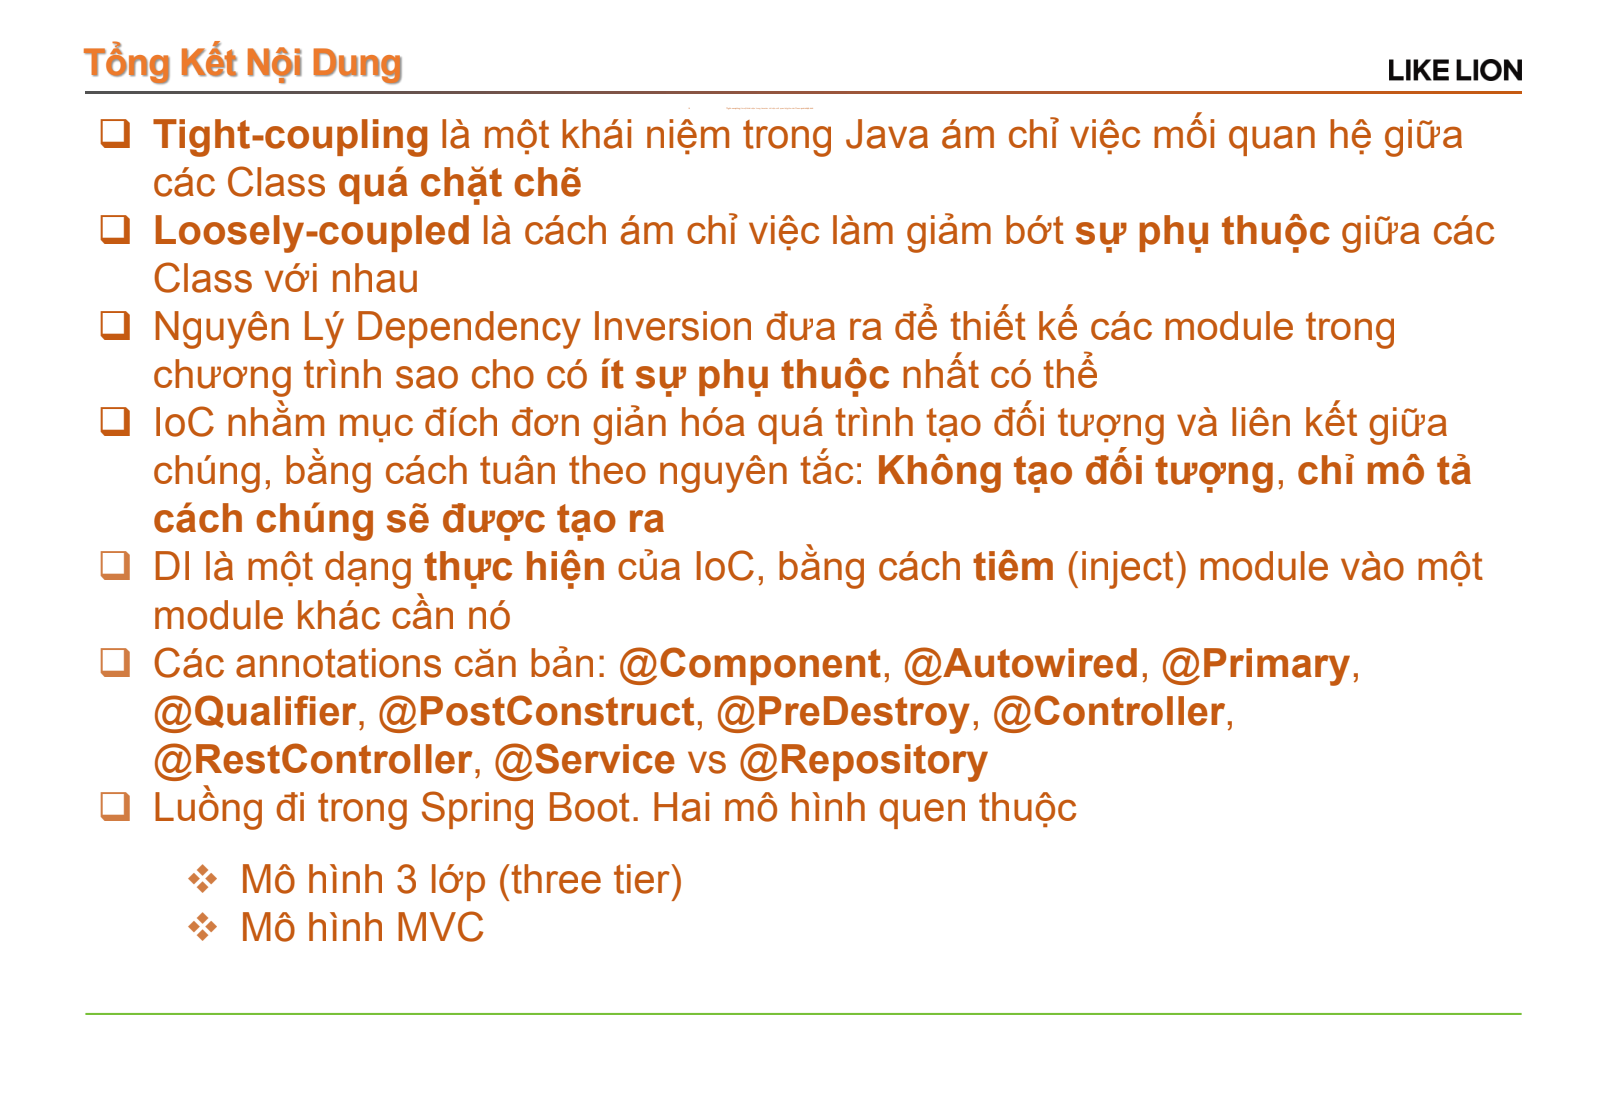 Tổng Kết Nội Dung
LIKE LION
Tight-coupling là một khái niệm trong Java ám chỉ việc mối quan hệ giữa
các Class quá chặt chẽ
Loosely-coupled là cách ám chỉ việc làm giảm bớt sự phụ thuộc giữa các
Class với nhau
Nguyên Lý Dependency Inversion đưa ra để thiết kế các module trong
chương trình sao cho có ít sự phụ thuộc nhất có thể
IoC nhằm mục đích đơn giản hóa quá trình tạo đối tượng và liên kết giữa
chúng, bằng cách tuân theo nguyên tắc: Không tạo đối tượng, chỉ mô tả
cách chúng sẽ được tạo ra
DI là một dạng thực hiện của IoC, bằng cách tiêm (inject) module vào một
module khác cần nó
Các annotations căn bản: @Component, @Autowired, @Primary,
@Qualifier, @PostConstruct, @PreDestroy, @Controller,
@RestController, @Service vs @Repository
Luồng đi trong Spring Boot. Hai mô hình quen thuộc
Mô hình 3 lớp (three tier)
Mô hình MVC